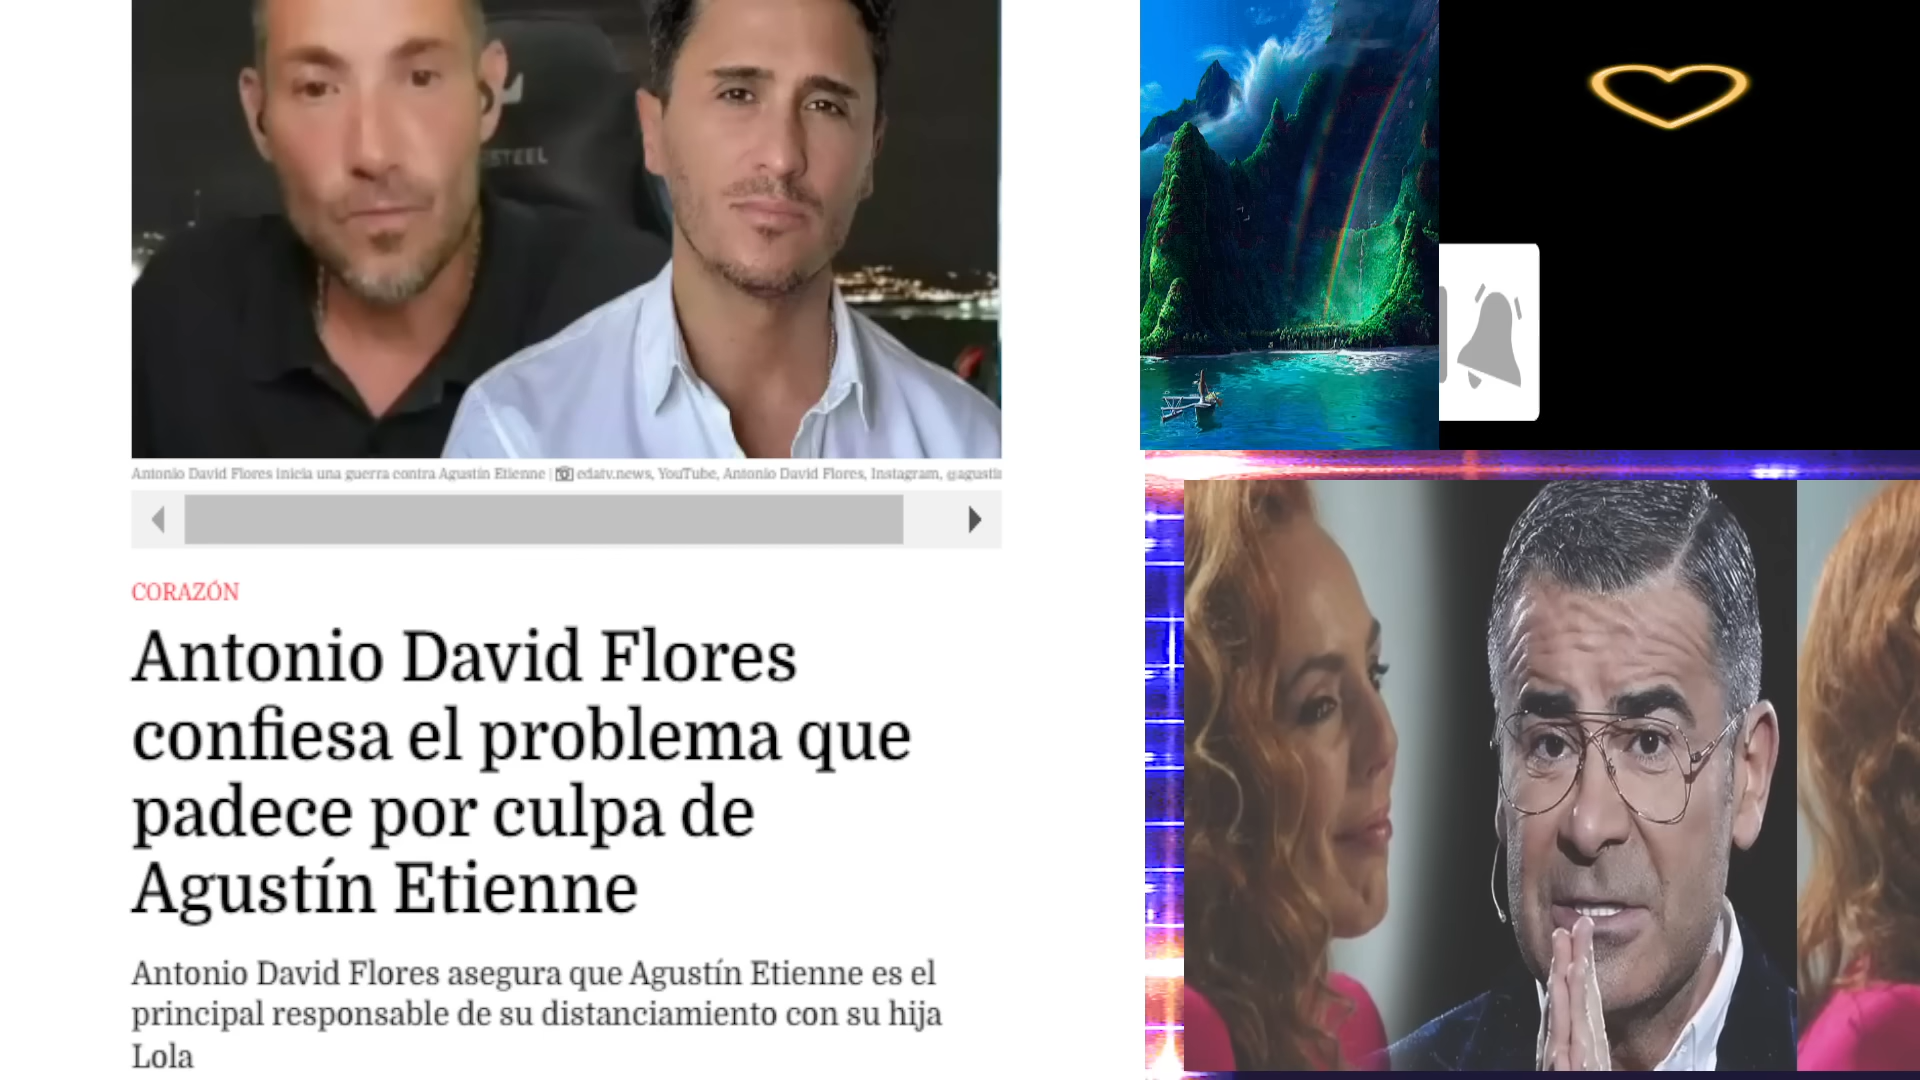 STEEL
Antonio David Flores inicia una guerra contra Agustín Etienne | edatv.news, YouTube, Antonio David Flores, Instagram,
CORAZÓN
Antonio David Flores
confiesa el problema que
padece por culpa de
Agustín Etienne
Antonio David Flores asegura que Agustín Etienne es el
principal responsable de su distanciamiento con su hija
Lola